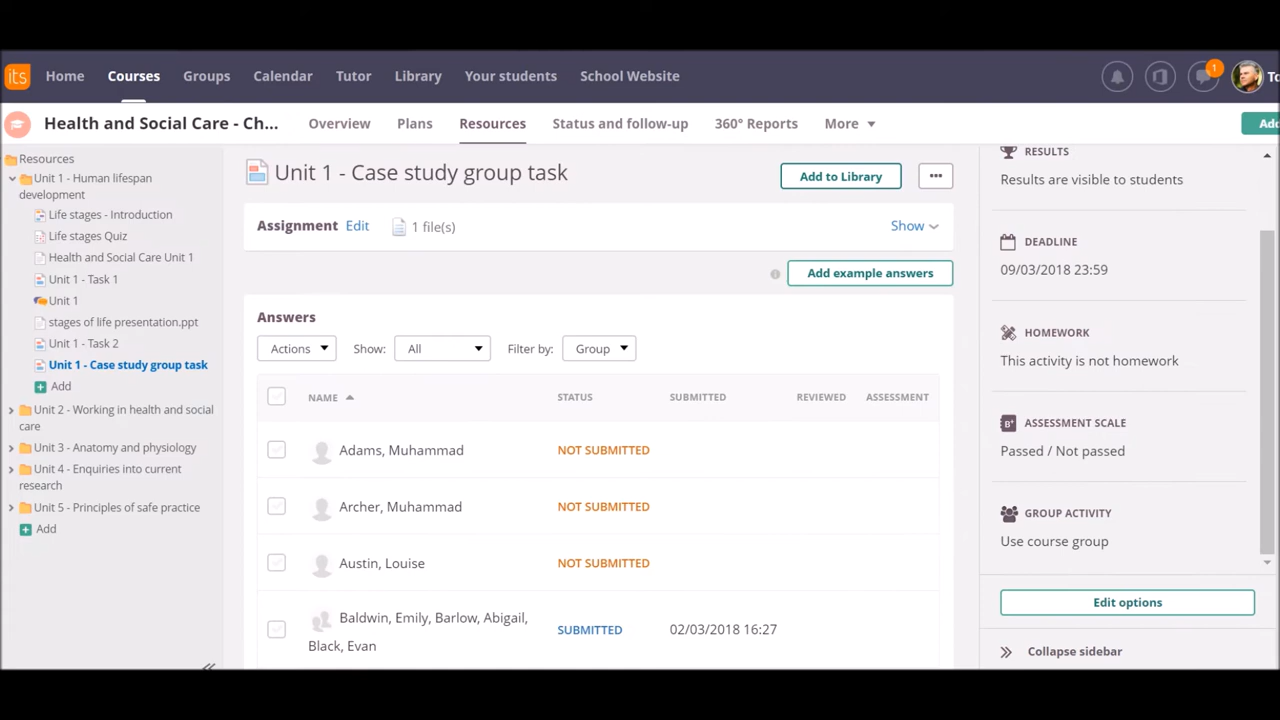 its
Home
Courses
Groups
Calendar
Tutor
Library
Your students
School Website
1
To
Health and Social Care - Ch...
Overview
Plans
Resources
Status and follow-up
360° Reports
More
Add
Resources
Unit 1 - Human lifespan
development
Life stages - Introduction
Life stages Quiz
Health and Social Care Unit 1
Unit 1 - Task 1
Unit 1
stages of life presentation.ppt
Unit 1 - Task 2
Unit 1 - Case study group task
Add
Unit 2 - Working in health and social
care
Unit 3 - Anatomy and physiology
Unit 4 - Enquiries into current
research
Unit 5 - Principles of safe practice
Add
Unit 1 - Case study group task
Add to Library
Assignment Edit 1 file(s)
Show
Add example answers
Answers
Actions
Show: All
Filter by: Group
NAME STATUS SUBMITTED REVIEWED ASSESSMENT
Adams, Muhammad NOT SUBMITTED
Archer, Muhammad NOT SUBMITTED
Austin, Louise NOT SUBMITTED
Baldwin, Emily, Barlow, Abigail,
Black, Evan
SUBMITTED 02/03/2018 16:27
RESULTS
Results are visible to students
DEADLINE
09/03/2018 23:59
HOMEWORK
This activity is not homework
B+
ASSESSMENT SCALE
Passed / Not passed
GROUP ACTIVITY
Use course group
Edit options
Collapse sidebar